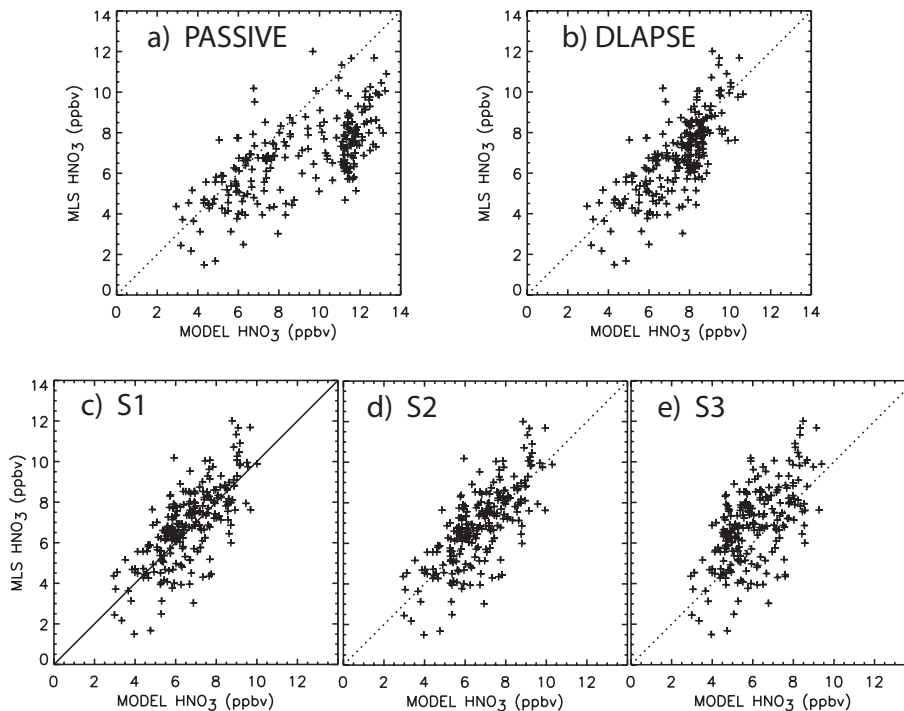 a) PASSIVE
14
12
10
8
6
4
2
0
MLS HNO3 (ppbv)
0 2 4 6 8 10 12 14
MODEL HNO3 (ppbv)
b) DLAPSE
14
12
10
8
6
4
2
0
MLS HNO3 (ppbv)
0 2 4 6 8 10 12 14
MODEL HNO3 (ppbv)
c) S1
14
12
10
8
6
4
2
0
MLS HNO3 (ppbv)
0 2 4 6 8 10 12
MODEL HNO3 (ppbv)
d) S2
0 2 4 6 8 10 12
MODEL HNO3 (ppbv)
e) S3
0 2 4 6 8 10 12
MODEL HNO3 (ppbv)